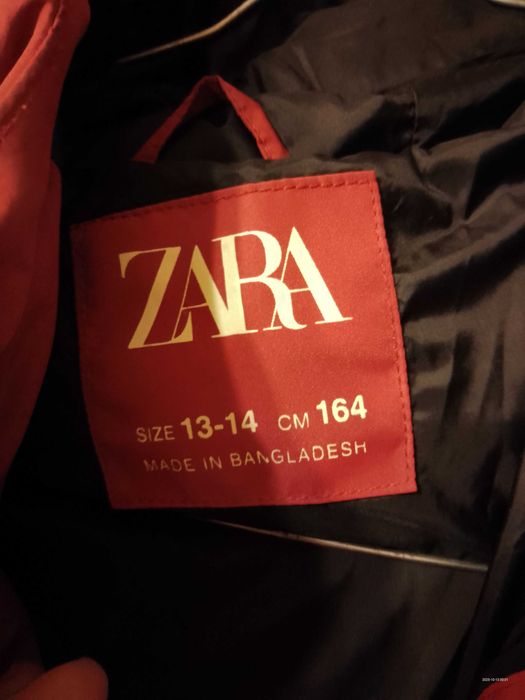 ZARA
SIZE 13-14 CM 164
MADE IN BANGLADESH